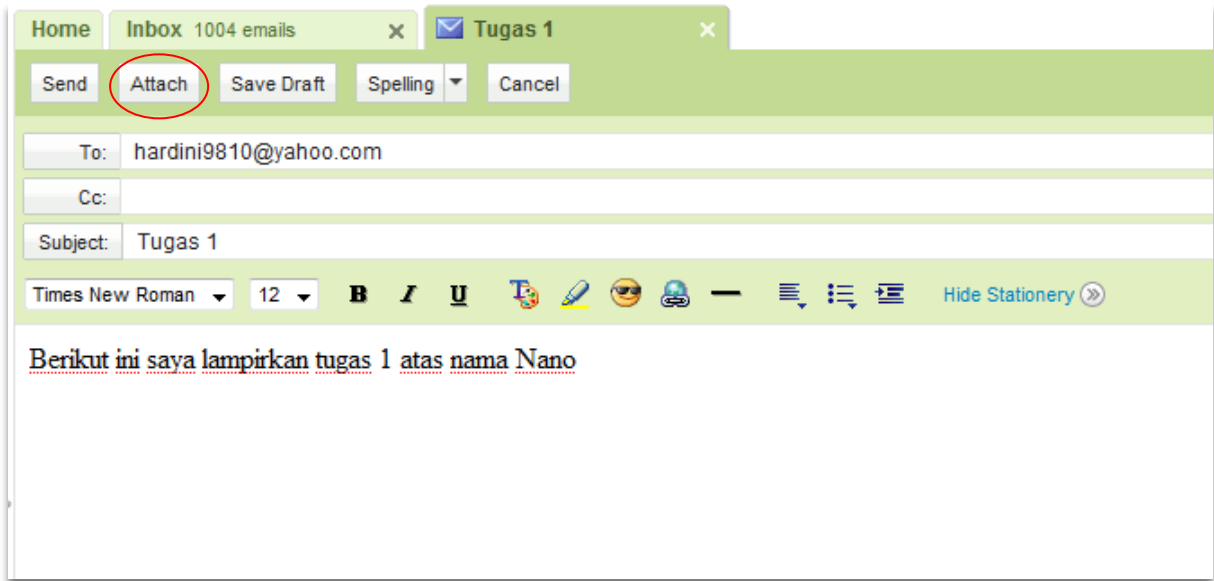 Home Inbox 1004 emails Tugas 1
Send Attach Save Draft Spelling Cancel
To: hardini9810@yahoo.com
Cc:
Subject: Tugas 1
Times New Roman 12 B I U T Hide Stationery
Berikut ini saya lampirkan tugas 1 atas nama Nano